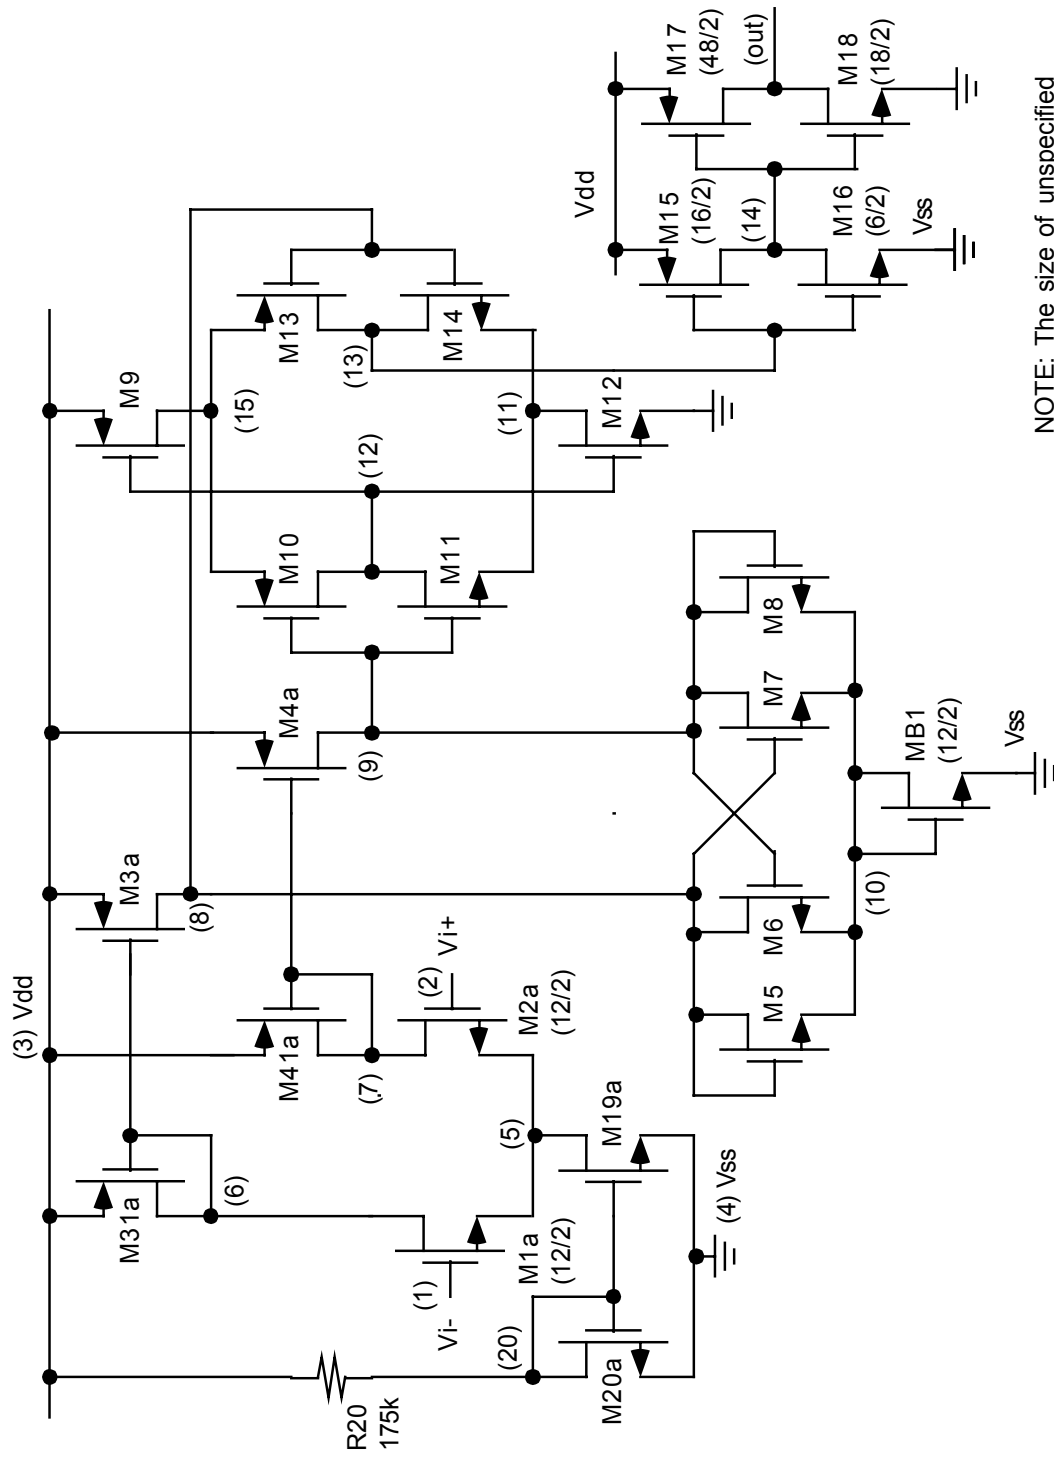 (3) Vdd
M31a
(6)
M3a
(8)
M9
(15)
R20
175k
(20)
M20a
Vi-
(1)
M1a
(12/2)
M41a
(7)
(2)
Vi+
M2a
(12/2)
(5)
M19a
(4) Vss
M4a
(9)
M10
M11
(12)
M13
(13)
M14
(11)
M12
M5
M6
M7
M8
(10)
MB1
(12/2)
Vss
Vdd
M15
(16/2)
(14)
M16
(6/2)
Vss
M17
(48/2)
(out)
M18
(18/2)
NOTE: The size of unspecified